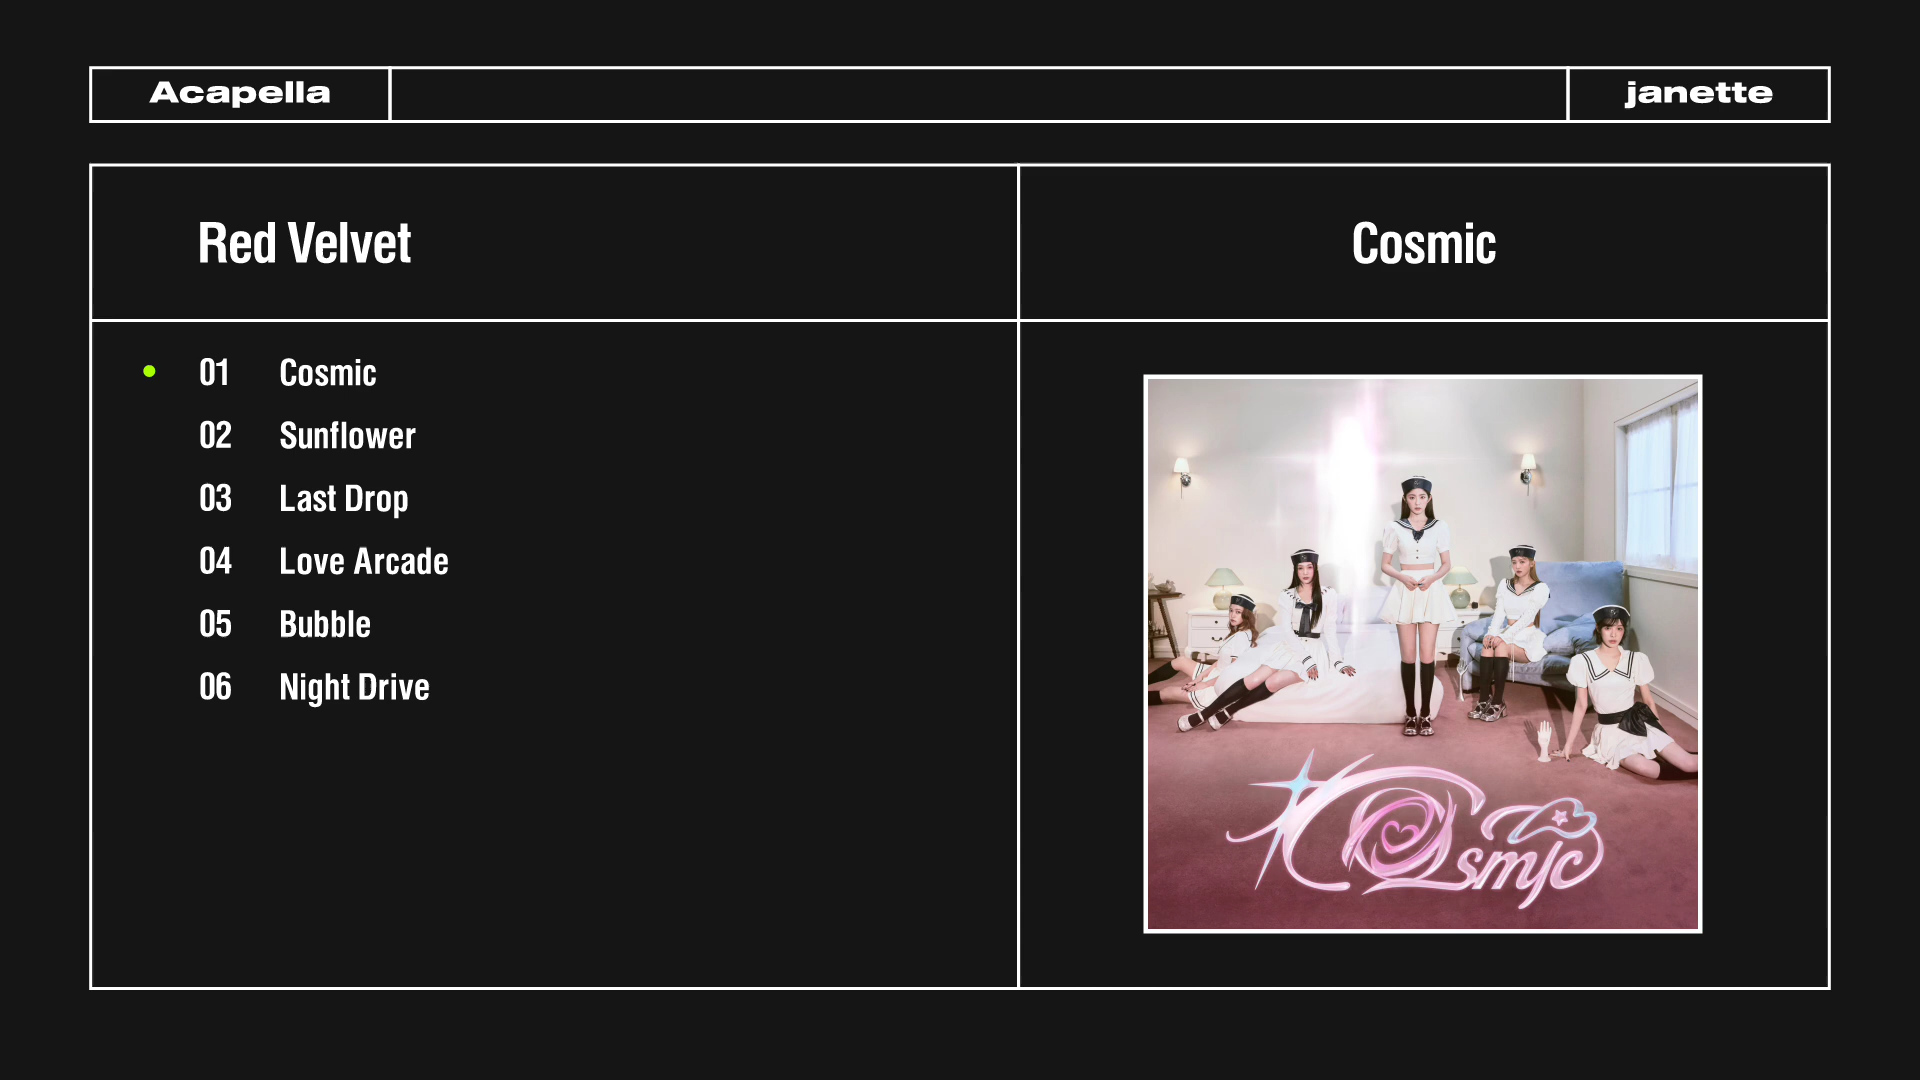 Acapella
janette
Red Velvet
Cosmic
01 Cosmic
02 Sunflower
03 Last Drop
04 Love Arcade
05 Bubble
06 Night Drive
Cosmic